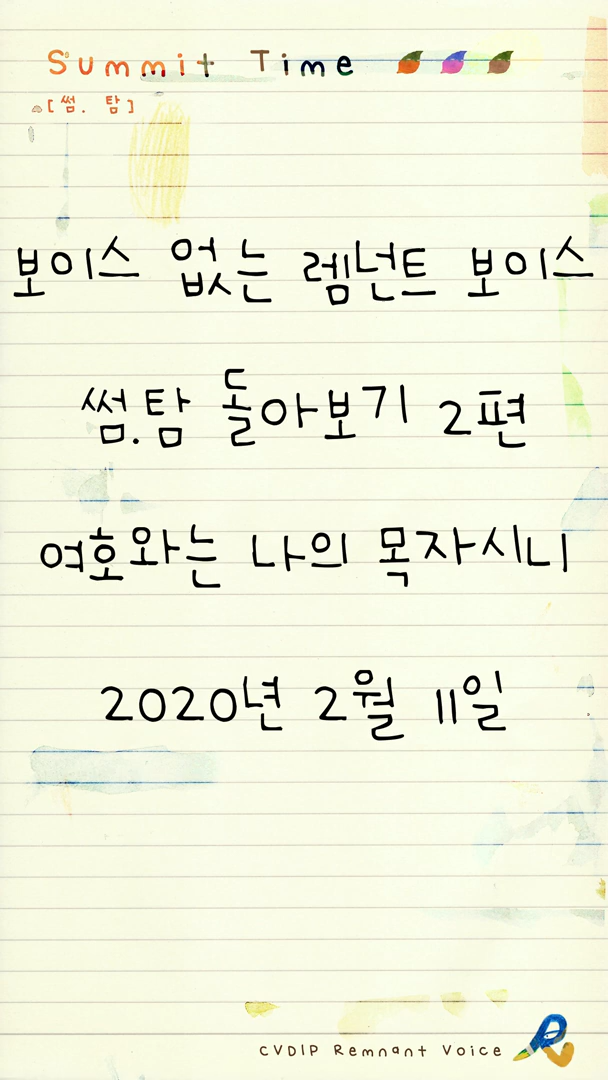 Summit Time
[썸. 탐]
보이스 없는 렘넌트 보이스
썸.탐 돌아보기 2편
여호와는 나의 목자시니
2020년 2월 11일
CVDIP Remnant Voice